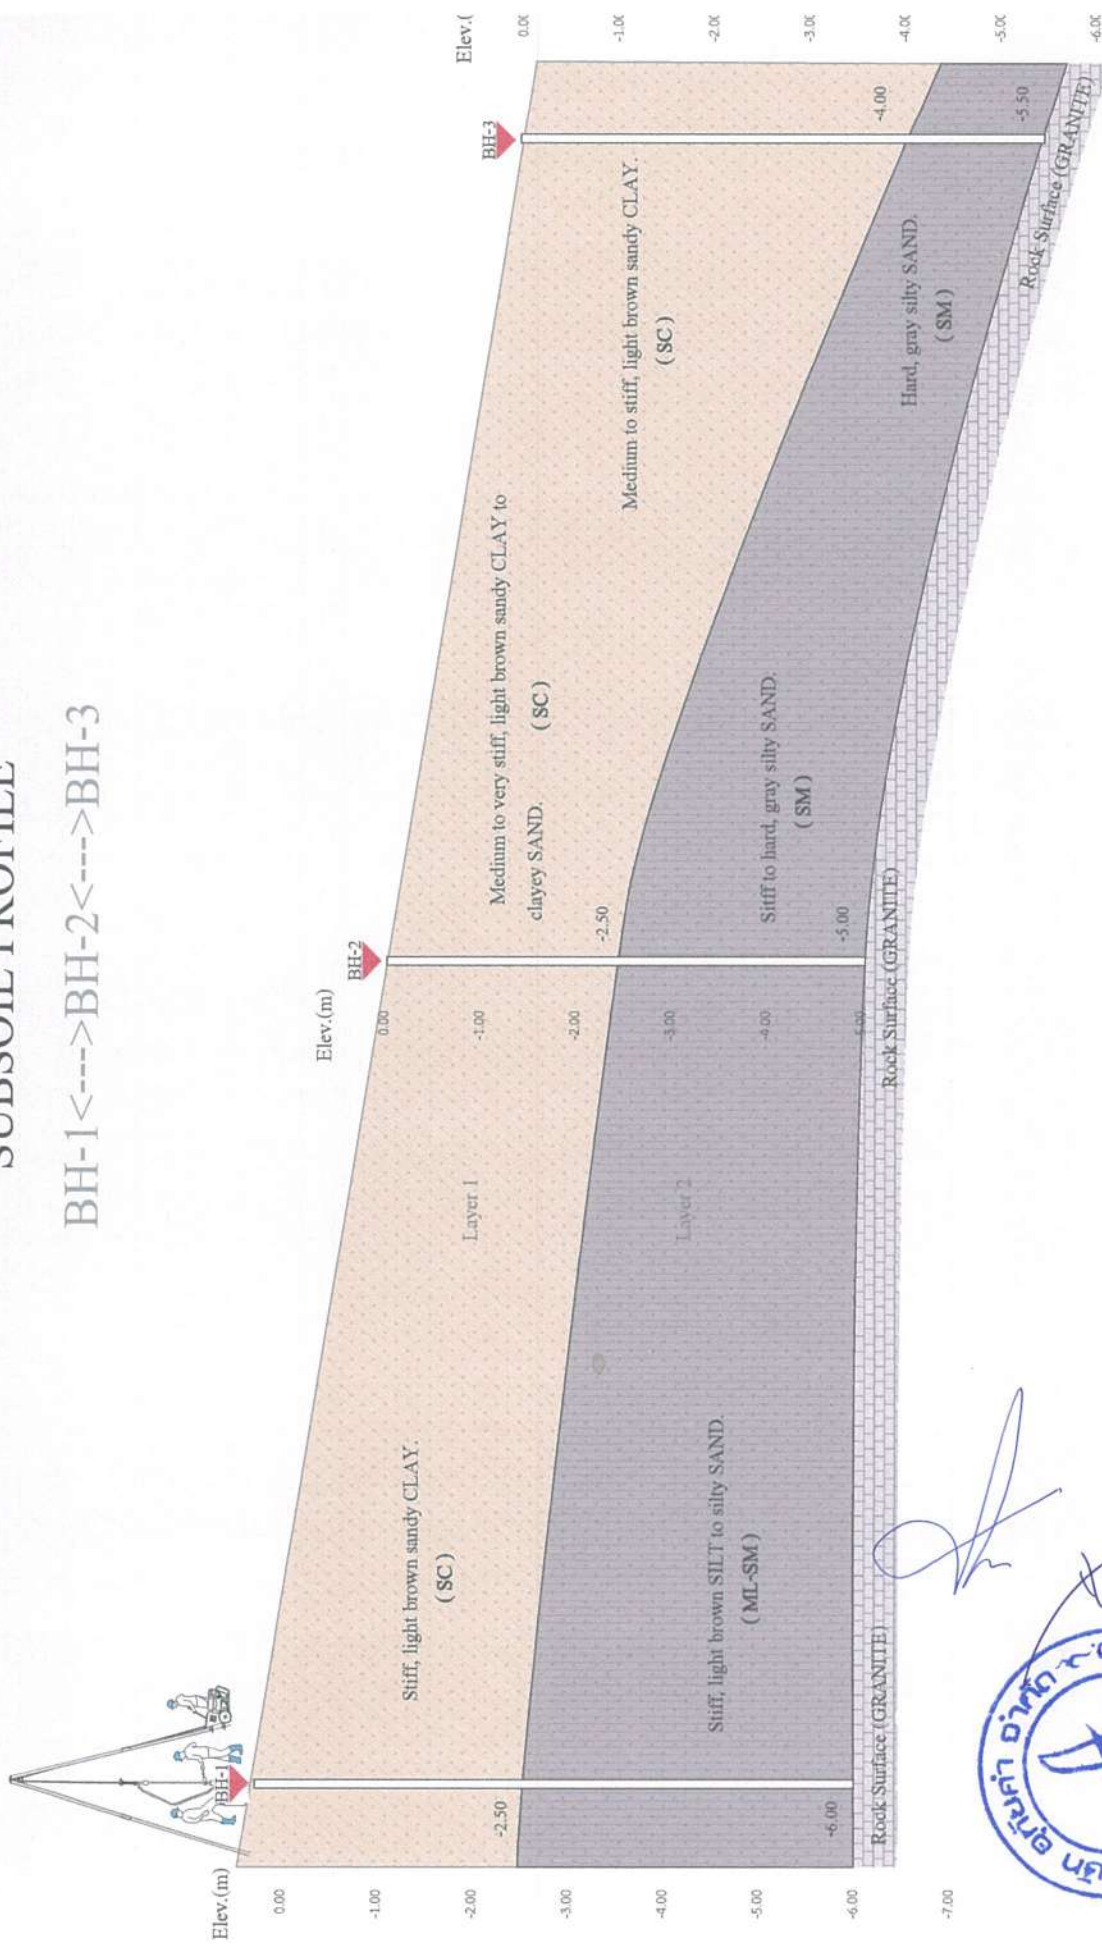 SUBSOIL PROFILE
BH-1<--->BH-2<--->BH-3
Elev.(m)
0.00
-1.00
-2.00
-3.00
-4.00
-5.00
-6.00
-7.00
BH-1
-2.50
-6.00
Stiff, light brown sandy CLAY.
( SC )
Stiff, light brown SILT to silty SAND.
( ML-SM )
Rock Surface (GRANITE)
Layer 1
Layer 2
Elev.(m)
0.00
-1.00
-2.00
-3.00
-4.00
-5.00
BH-2
-2.50
-5.00
Rock Surface (GRANITE)
Medium to very stiff, light brown sandy CLAY to
clayey SAND. ( SC )
Sitff to hard, gray silty SAND.
( SM )
Medium to stiff, light brown sandy CLAY.
( SC )
Hard, gray silty SAND.
( SM )
Rock Surface (GRANITE)
BH-3
-4.00
-5.50
Elev.(
0.00
-1.00
-2.00
-3.00
-4.00
-5.00
-6.00
จำกัด